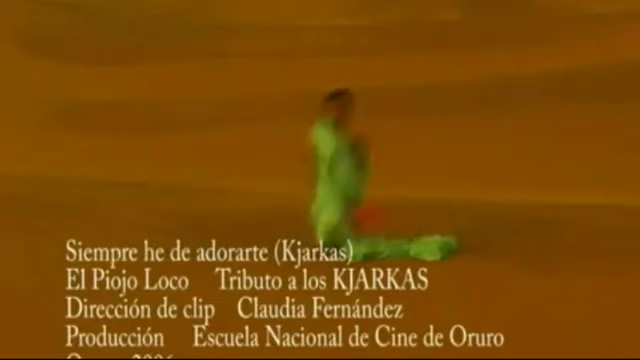 Siempre he de adorarte (Kjarkas)
El Piojo Loco Tributo a los KJARKAS
Dirección de clip Claudia Fernández
Producción Escuela Nacional de Cine de Oruro
2006